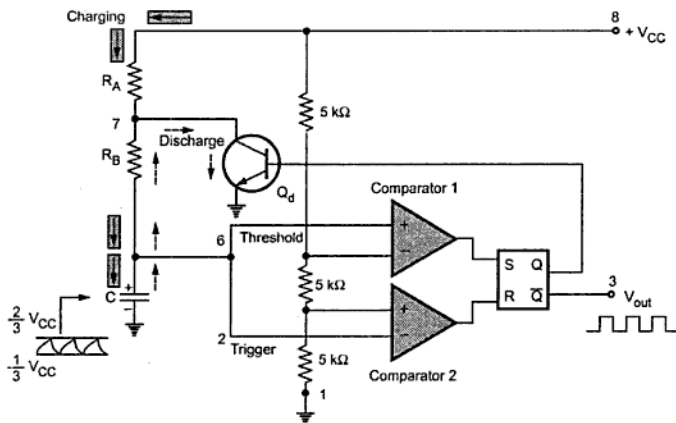 Charging
8
+ VCC
RA
7
5 kΩ
Discharge
RB
Qd
Comparator 1
6
Threshold
+
−
S Q
R Q̅
3
Vout
C
+
−
5 kΩ
2/3 VCC
1/3 VCC
+
−
2
Trigger
5 kΩ
Comparator 2
1